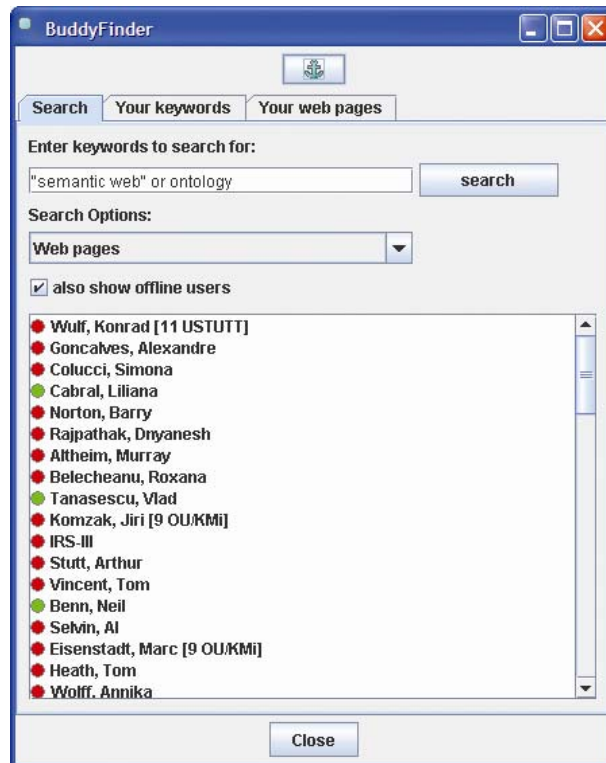 BuddyFinder
Search Your keywords Your web pages
Enter keywords to search for:
"semantic web" or ontology search
Search Options:
Web pages
also show offline users
Wulf, Konrad [11 USTUTT]
Goncalves, Alexandre
Colucci, Simona
Cabral, Liliana
Norton, Barry
Rajpathak, Dnyanesh
Altheim, Murray
Belecheanu, Roxana
Tanasescu, Vlad
Komzak, Jiri [9 OU/KMi]
IRS-III
Stutt, Arthur
Vincent, Tom
Benn, Neil
Selvin, Al
Eisenstadt, Marc [9 OU/KMi]
Heath, Tom
Wolff, Annika
Close